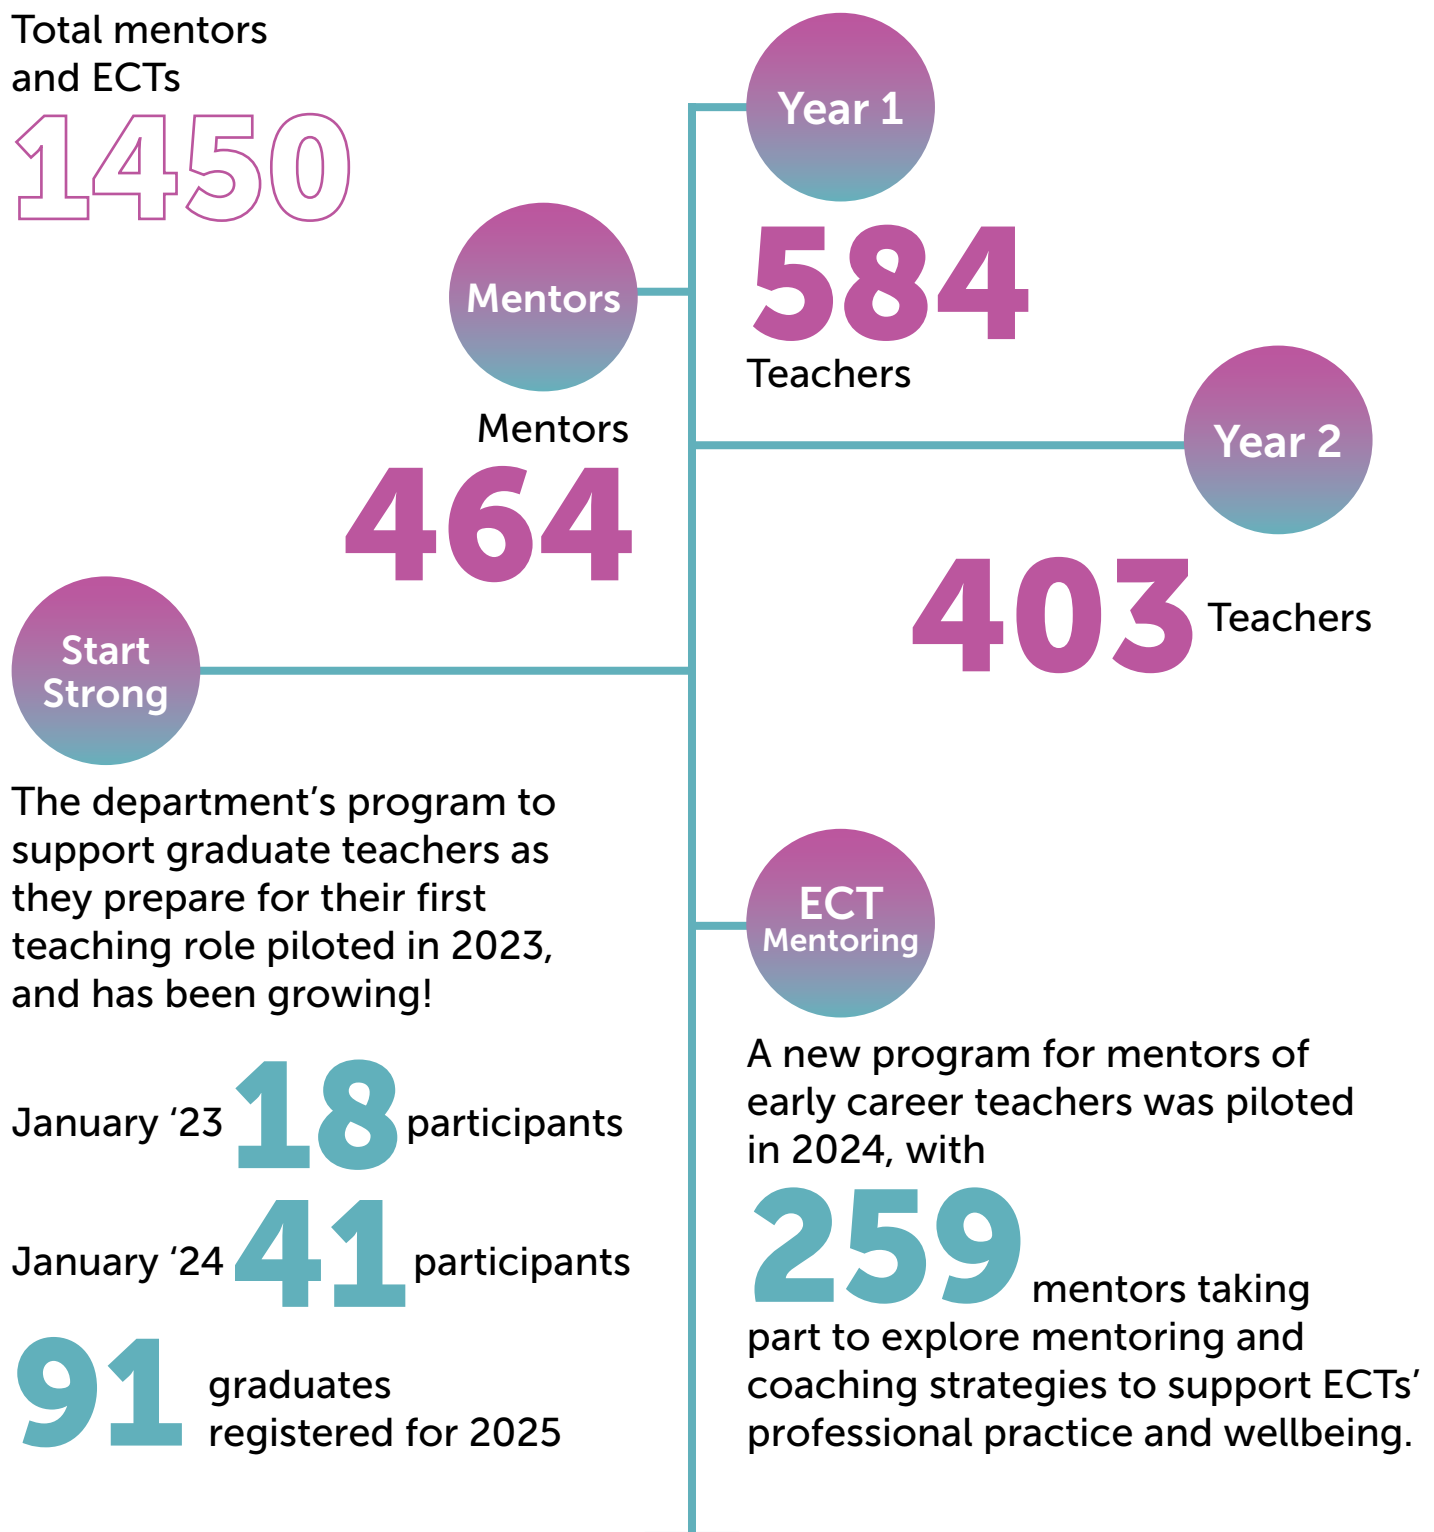 Total mentors
and ECTs
1450
Year 1
584
Teachers
Mentors
Mentors
464
Year 2
403 Teachers
Start
Strong
The department’s program to
support graduate teachers as
they prepare for their first
teaching role piloted in 2023,
and has been growing!
January ‘23 18 participants
January ‘24 41 participants
91 graduates
registered for 2025
ECT
Mentoring
A new program for mentors of
early career teachers was piloted
in 2024, with
259 mentors taking
part to explore mentoring and
coaching strategies to support ECTs’
professional practice and wellbeing.